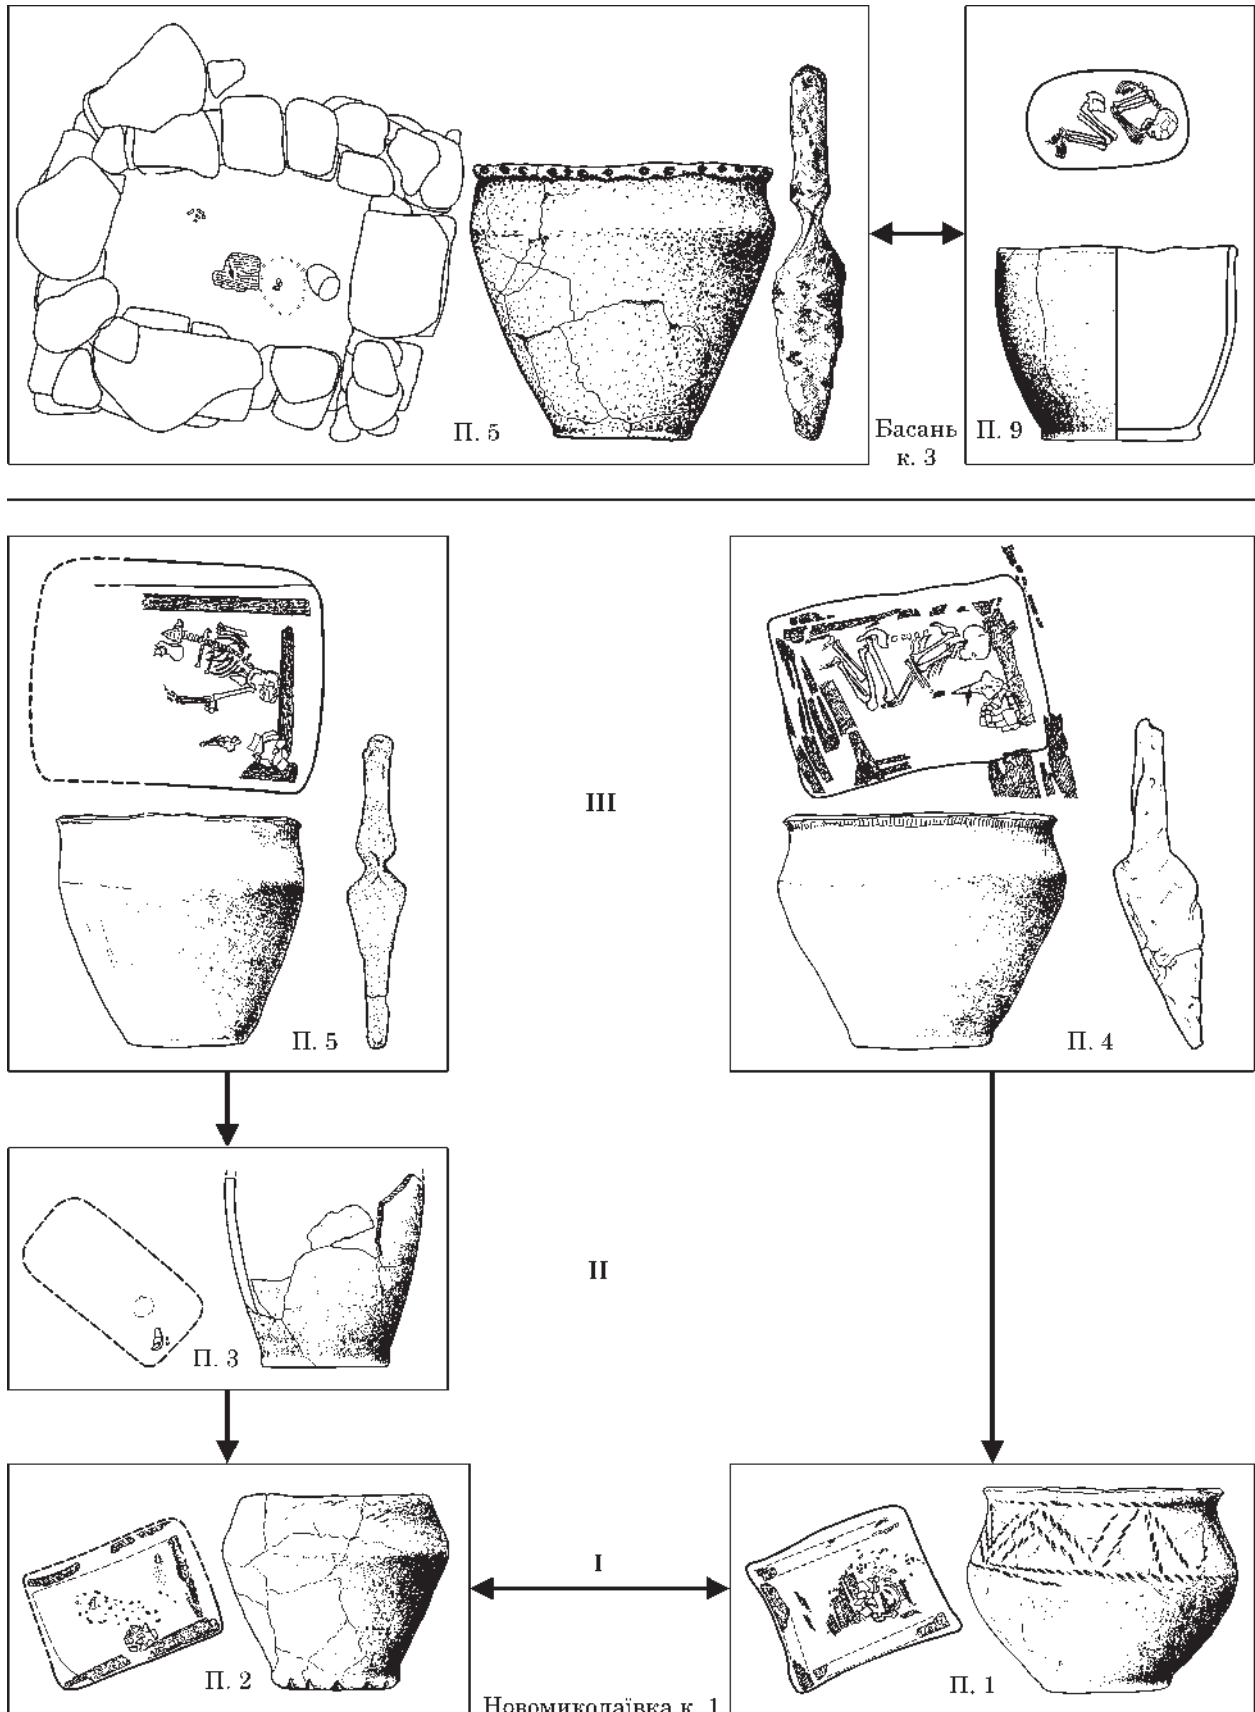 П. 5
Басань
к. 3
П. 9
III
П. 5
П. 4
II
П. 3
I
П. 2
П. 1
Новомиколаївка к. 1